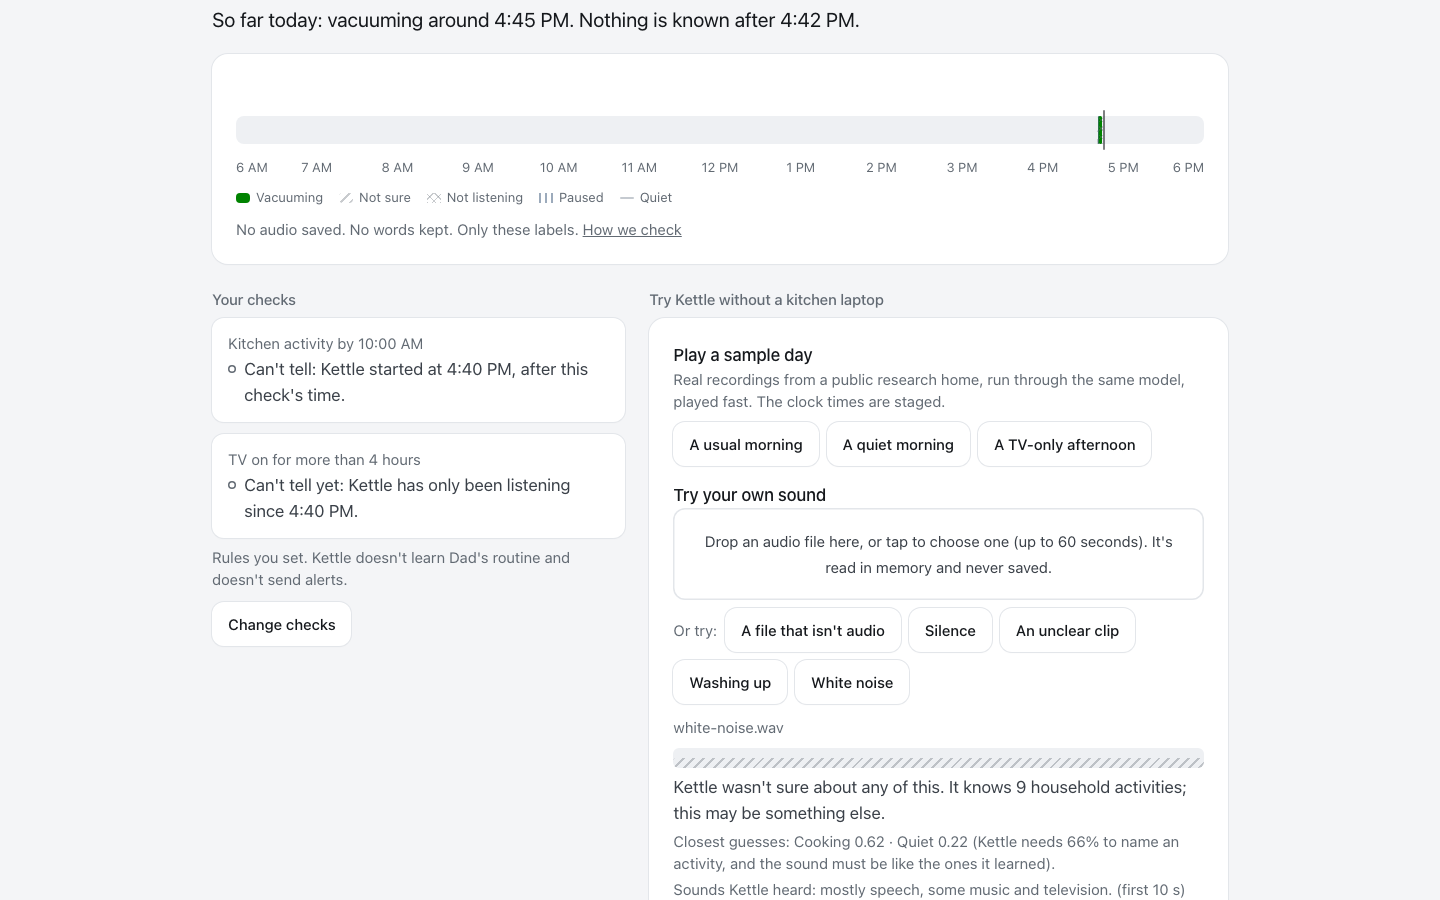 So far today: vacuuming around 4:45 PM. Nothing is known after 4:42 PM.
6 AM 7 AM 8 AM 9 AM 10 AM 11 AM 12 PM 1 PM 2 PM 3 PM 4 PM 5 PM 6 PM
Vacuuming Not sure Not listening Paused Quiet
No audio saved. No words kept. Only these labels. How we check
Your checks
Kitchen activity by 10:00 AM
Can't tell: Kettle started at 4:40 PM, after this
check's time.
TV on for more than 4 hours
Can't tell yet: Kettle has only been listening
since 4:40 PM.
Rules you set. Kettle doesn't learn Dad's routine and
doesn't send alerts.
Change checks
Try Kettle without a kitchen laptop
Play a sample day
Real recordings from a public research home, run through the same model,
played fast. The clock times are staged.
A usual morning A quiet morning A TV-only afternoon
Try your own sound
Drop an audio file here, or tap to choose one (up to 60 seconds). It's
read in memory and never saved.
Or try: A file that isn't audio Silence An unclear clip
Washing up White noise
white-noise.wav
Kettle wasn't sure about any of this. It knows 9 household activities;
this may be something else.
Closest guesses: Cooking 0.62 · Quiet 0.22 (Kettle needs 66% to name an
activity, and the sound must be like the ones it learned).
Sounds Kettle heard: mostly speech, some music and television. (first 10 s)